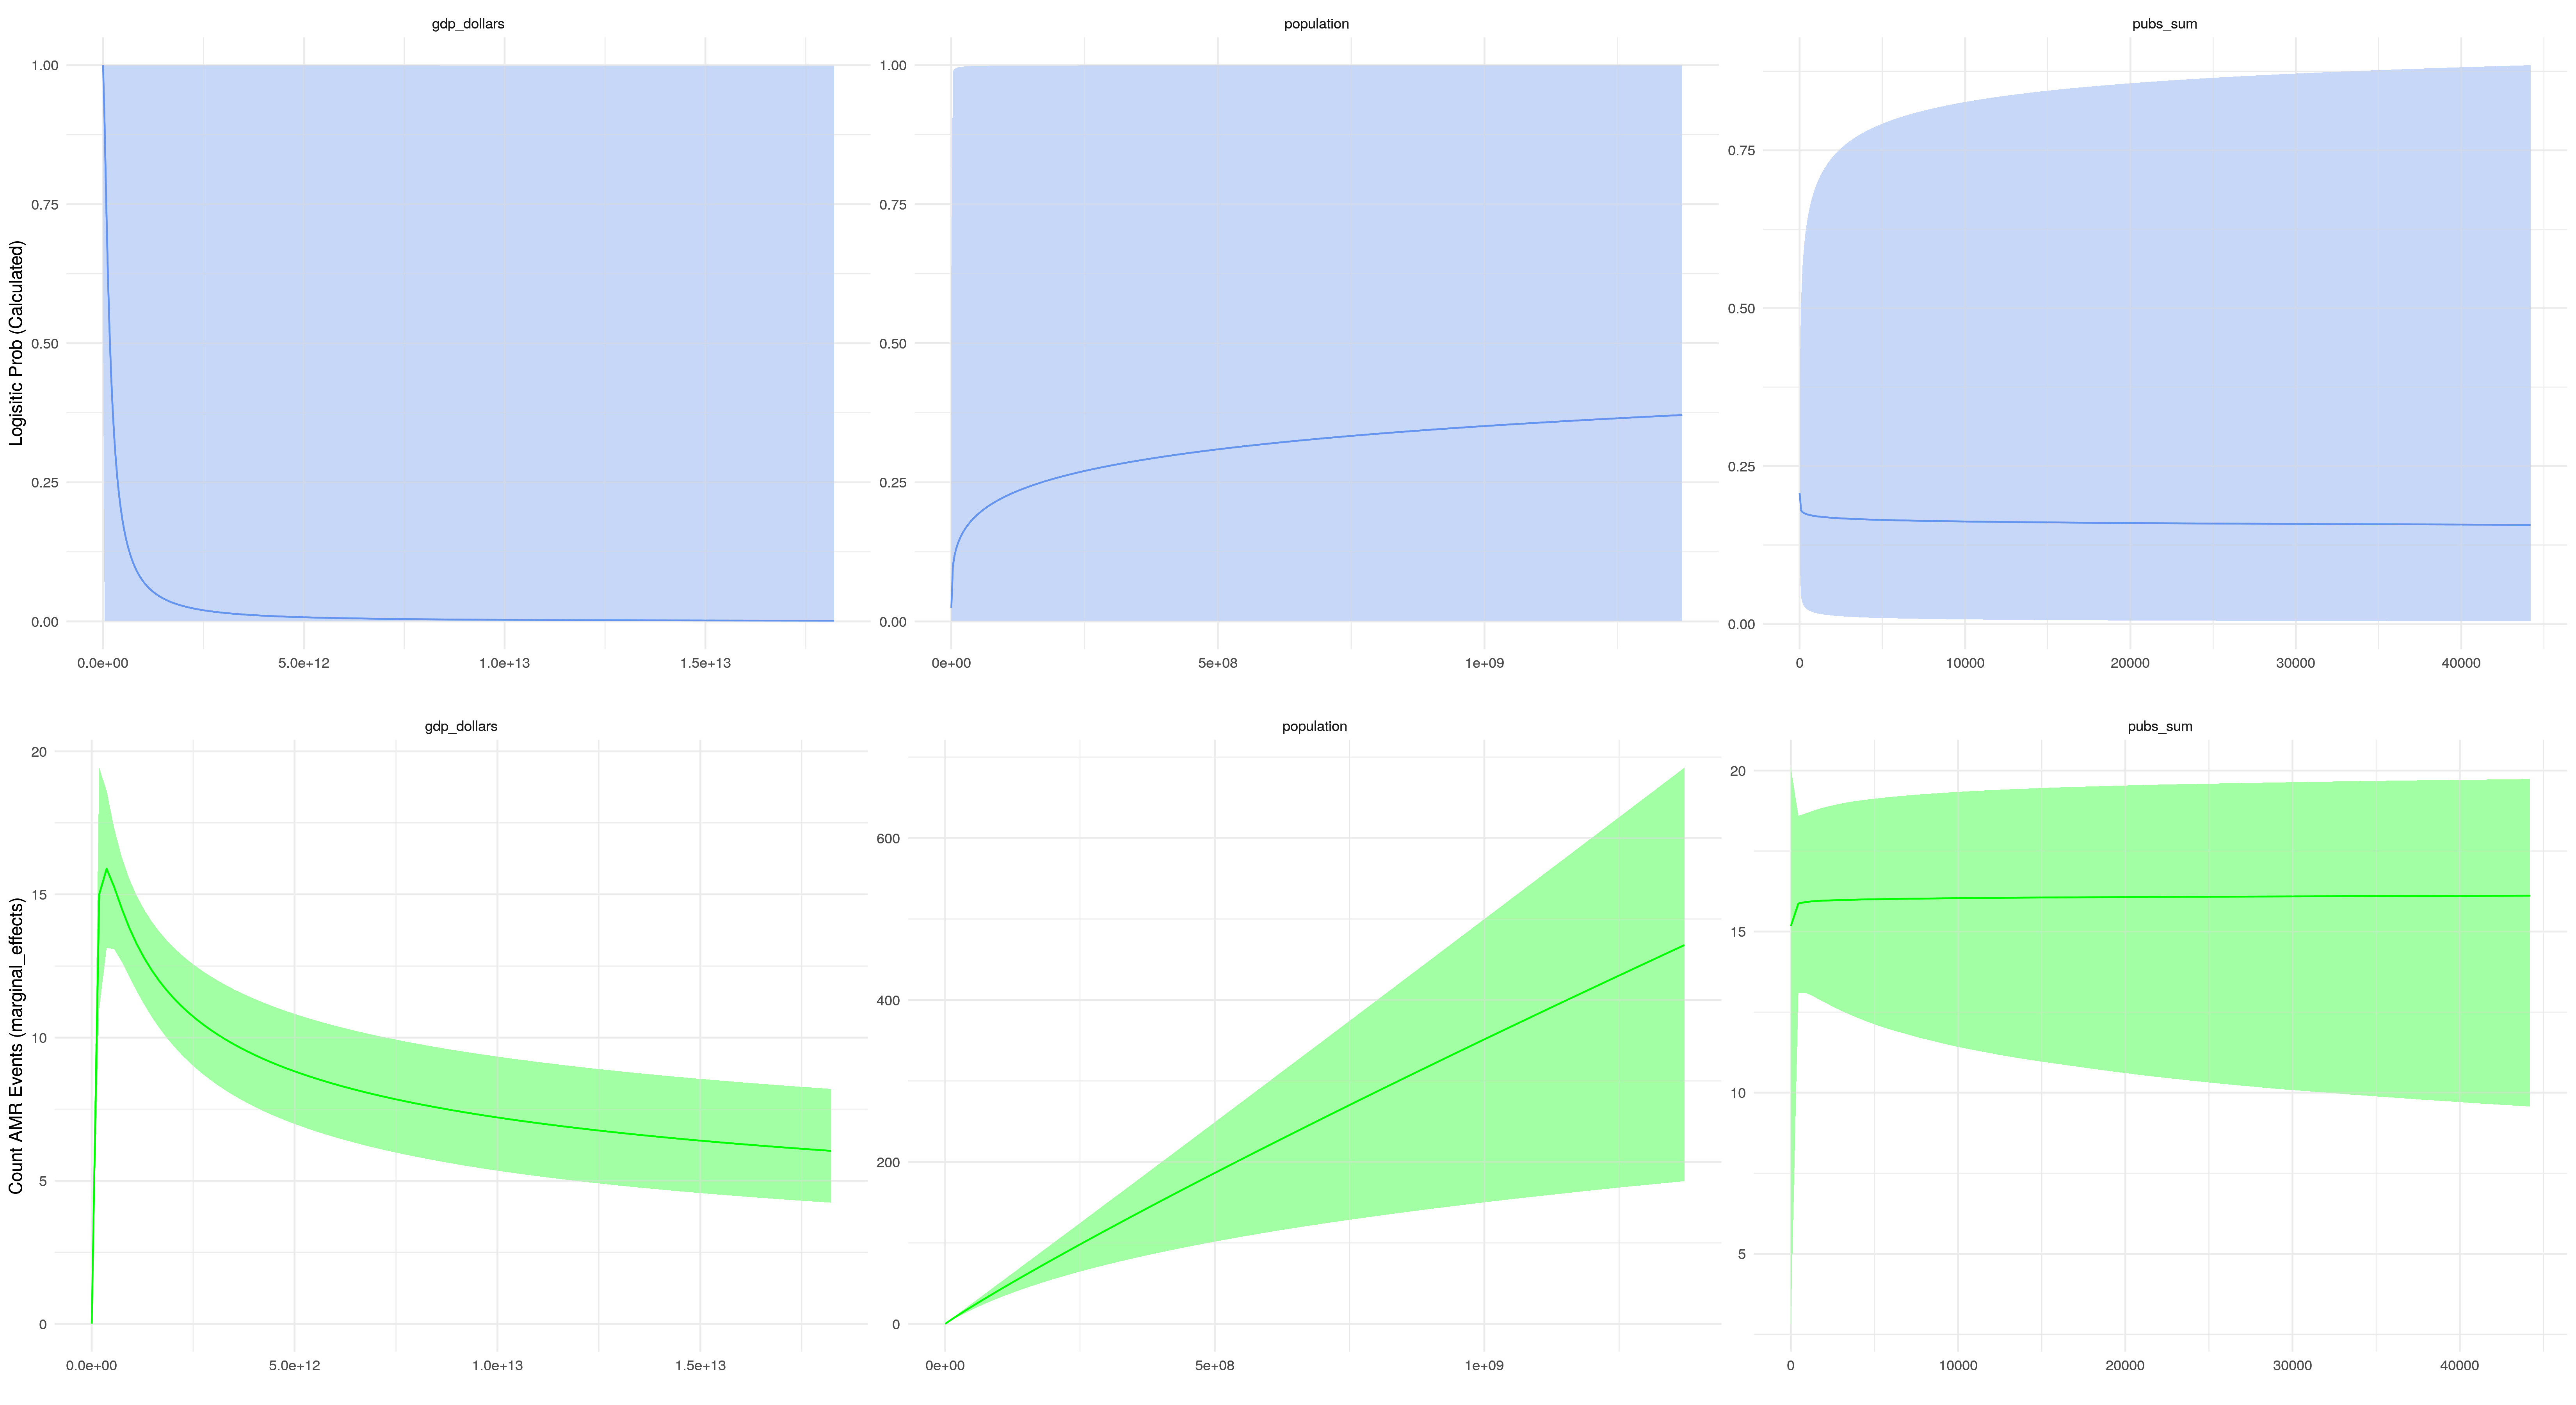 gdp_dollars population pubs_sum
Logisitic Prob (Calculated)
1.00 1.00
0.75 0.75 0.75
0.50 0.50 0.50
0.25 0.25 0.25
0.00 0.00 0.00
0.0e+00 5.0e+12 1.0e+13 1.5e+13 0e+00 5e+08 1e+09 0 10000 20000 30000 40000
gdp_dollars population pubs_sum
Count AMR Events (marginal_effects)
20 600 20
15 400 15
10 200 10
5 0 5
0
0.0e+00 5.0e+12 1.0e+13 1.5e+13 0e+00 5e+08 1e+09 0 10000 20000 30000 40000